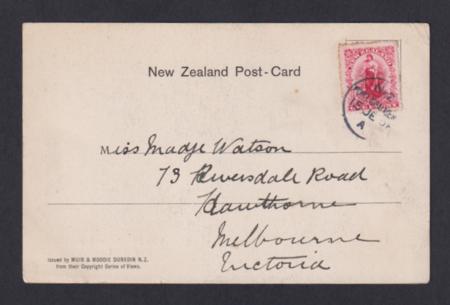 New Zealand Post-Card
Miss Madge Watson
73 Riversdale Road
Hawthorne
Melbourne
Victoria
Issued by MUIR & MOODIE DUNEDIN N.Z.
from their Copyright Series of Views.